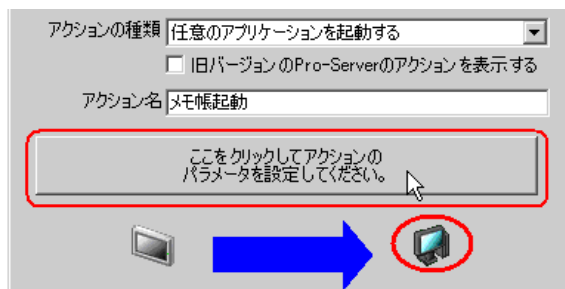 アクションの種類 任意のアプリケーションを起動する
旧バージョンのPro-Serverのアクションを表示する
アクション名 メモ帳起動
ここをクリックしてアクションの
パラメータを設定してください。